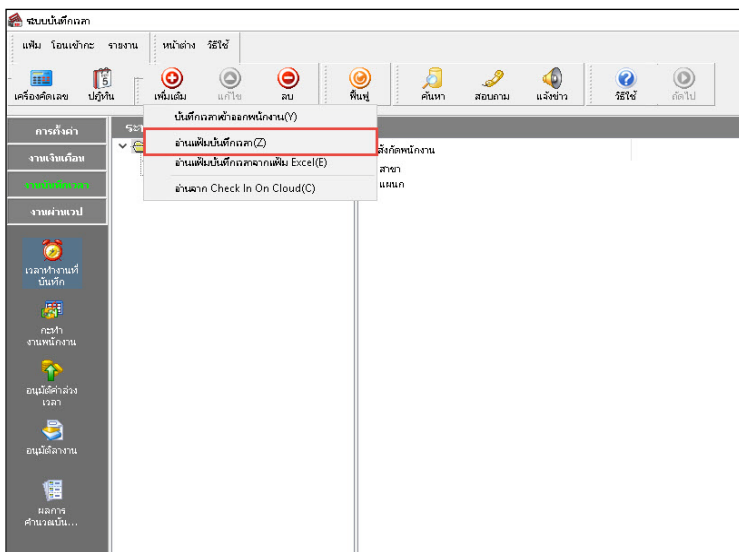 ระบบบันทึกเวลา
แฟ้ม โอนเข้ากะ รายงาน หน้าต่าง วิธีใช้
5
เครื่องคิดเลข ปฏิทิน เพิ่มเติม แก้ไข ลบ ฟื้นฟู ค้นหา สอบถาม แจ้งข่าว วิธีใช้ ถัดไป
บันทึกเวลาเข้าออกพนักงาน(Y)
อ่านแฟ้มบันทึกเวลา(Z)
อ่านแฟ้มบันทึกเวลาจากแฟ้ม Excel(E)
อ่านจาก Check In On Cloud(C)
การตั้งค่า
งานเงินเดือน
งานบันทึกเวลา
งานผ่านเวป
สังกัดพนักงาน
สาขา
แผนก
เวลาทำงานที่
บันทึก
กะทำ
งานพนักงาน
อนุมัติค่าล่วง
เวลา
อนุมัติลางาน
ผลการ
คำนวณบัน...